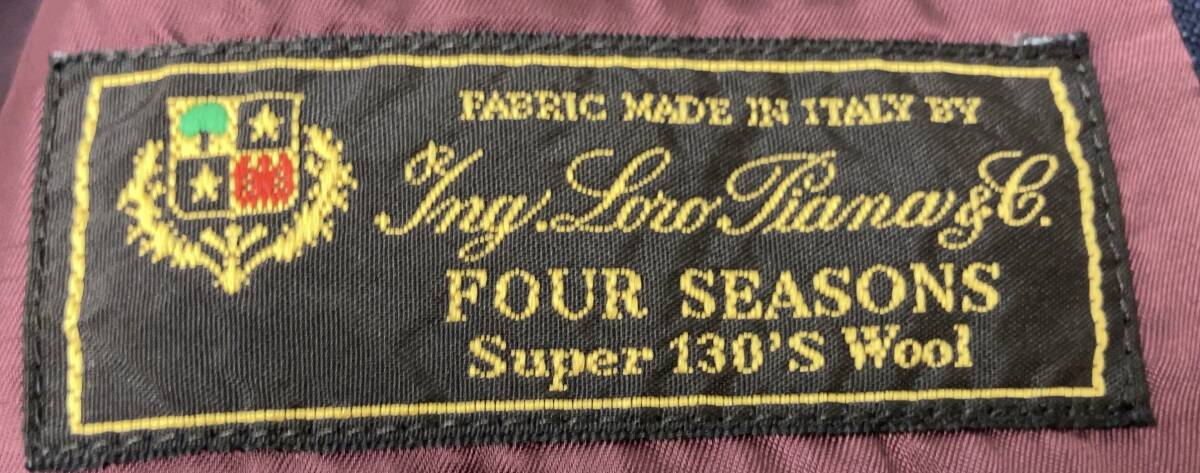 FABRIC MADE IN ITALY BY
Ing. Loro Piana & C.
FOUR SEASONS
Super 130'S Wool